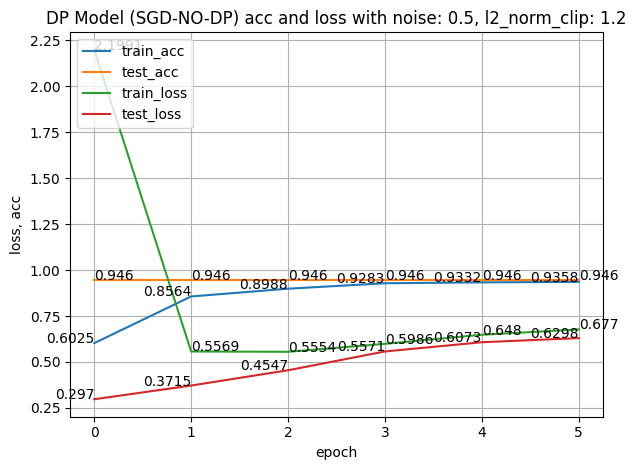 DP Model (SGD-NO-DP) acc and loss with noise: 0.5, l2_norm_clip: 1.2
2.25
2.00
1.75
1.50
1.25
1.00
0.75
0.50
0.25
loss, acc
train_acc
test_acc
train_loss
test_loss
2.1991
0.946 0.946 0.946 0.946 0.946 0.946
0.6025 0.8564 0.8988 0.9283 0.9332 0.9358
0.5569 0.5554 0.5986 0.648 0.677
0.297 0.3715 0.4547 0.5571 0.6073 0.6298
0 1 2 3 4 5
epoch